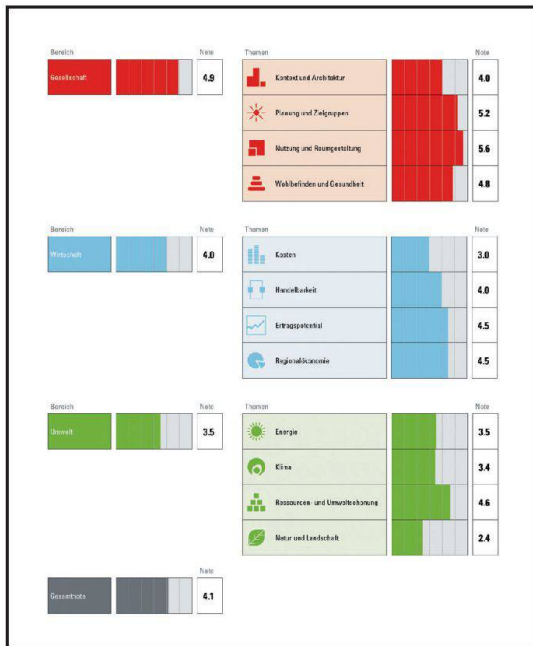 Bereich Note Themen Note
Gesellschaft 4.9 Kontext und Architektur 4.0
Planung und Zielgruppen 5.2
Nutzung und Raumgestaltung 5.6
Wohlbefinden und Gesundheit 4.8
Bereich Note Themen Note
Wirtschaft 4.0 Kosten 3.0
Handelbarkeit 4.0
Ertragspotential 4.5
Regionalökonomie 4.5
Bereich Note Themen Note
Umwelt 3.5 Energie 3.5
Klima 3.4
Ressourcen- und Umweltschonung 4.6
Natur und Landschaft 2.4
Note
Gesamtnote 4.1